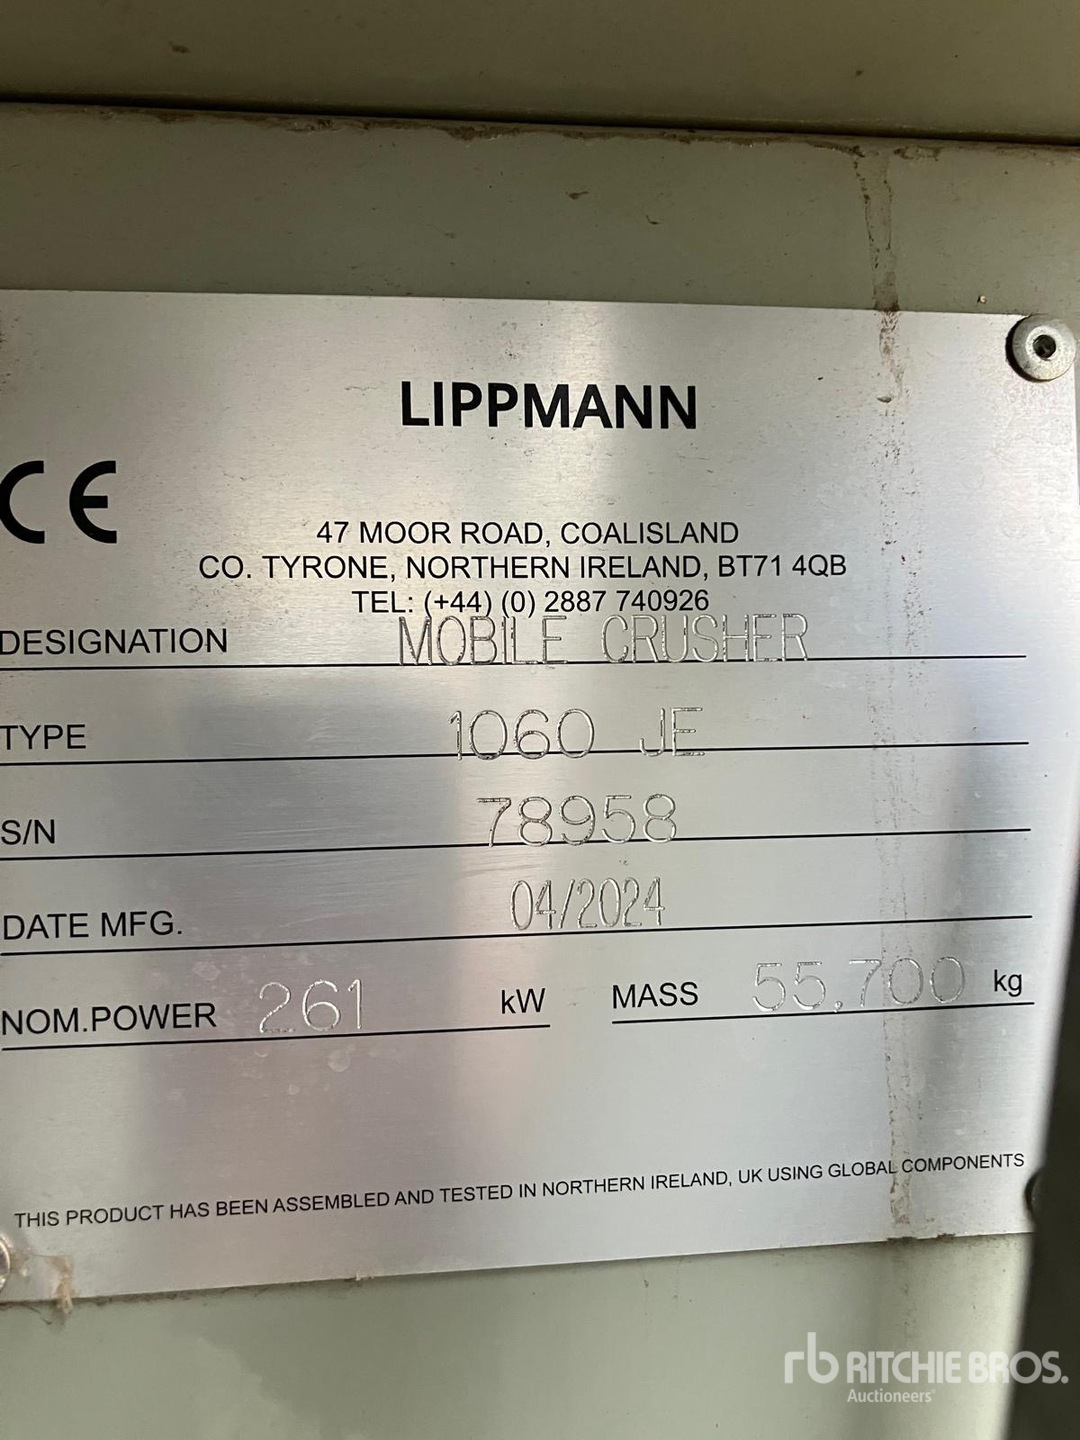 LIPPMANN
CE
47 MOOR ROAD, COALISLAND
CO. TYRONE, NORTHERN IRELAND, BT71 4QB
TEL: (+44) (0) 2887 740926
DESIGNATION MOBILE CRUSHER
TYPE 1060 JE
S/N 78958
DATE MFG. 04/2024
NOM.POWER 261 kW MASS 55,700 kg
THIS PRODUCT HAS BEEN ASSEMBLED AND TESTED IN NORTHERN IRELAND, UK USING GLOBAL COMPONENTS
rb RITCHIE BROS.
Auctioneers